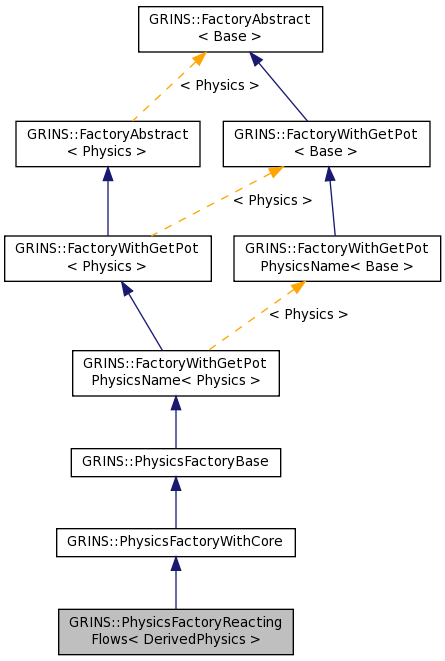 GRINS::FactoryAbstract
< Base >
< Physics >
GRINS::FactoryAbstract
< Physics >
GRINS::FactoryWithGetPot
< Base >
< Physics >
GRINS::FactoryWithGetPot
< Physics >
GRINS::FactoryWithGetPot
PhysicsName< Base >
< Physics >
GRINS::FactoryWithGetPot
PhysicsName< Physics >
GRINS::PhysicsFactoryBase
GRINS::PhysicsFactoryWithCore
GRINS::PhysicsFactoryReacting
Flows< DerivedPhysics >